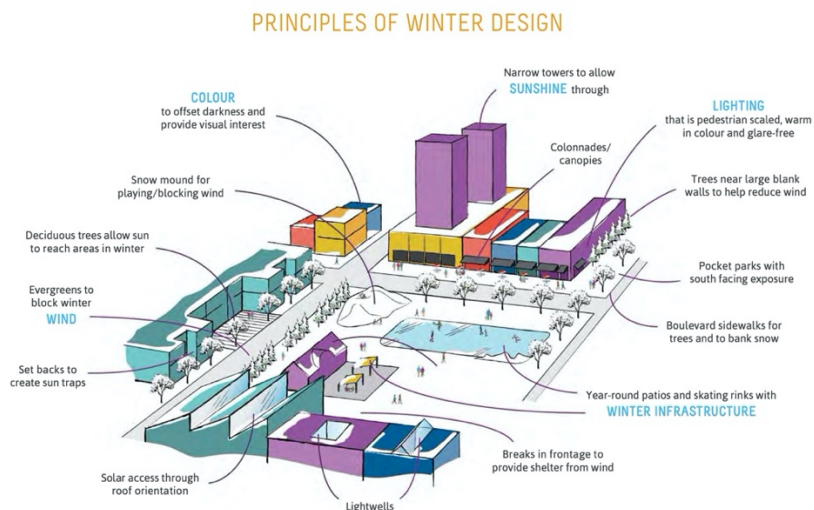 PRINCIPLES OF WINTER DESIGN
Narrow towers to allow
SUNSHINE through
COLOUR
to offset darkness and
provide visual interest
LIGHTING
that is pedestrian scaled, warm
in colour and glare-free
Colonnades/
canopies
Snow mound for
playing/blocking wind
Trees near large blank
walls to help reduce wind
Deciduous trees allow sun
to reach areas in winter
Pocket parks with
south facing exposure
Evergreens to
block winter
WIND
Boulevard sidewalks for
trees and to bank snow
Set backs to
create sun traps
Year-round patios and skating rinks with
WINTER INFRASTRUCTURE
Breaks in frontage to
provide shelter from wind
Solar access through
roof orientation
Lightwells